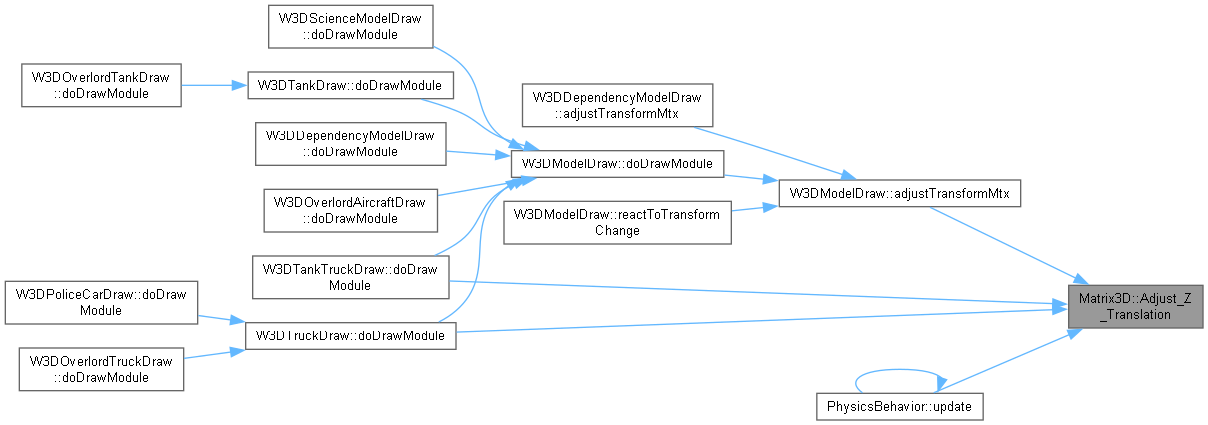 W3DScienceModelDraw
::doDrawModule
W3DOverlordTankDraw
::doDrawModule
W3DTankDraw::doDrawModule
W3DDependencyModelDraw
::adjustTransformMtx
W3DDependencyModelDraw
::doDrawModule
W3DModelDraw::doDrawModule
W3DModelDraw::adjustTransformMtx
W3DOverlordAircraftDraw
::doDrawModule
W3DModelDraw::reactToTransform
Change
W3DTankTruckDraw::doDraw
Module
W3DPoliceCarDraw::doDraw
Module
Matrix3D::Adjust_Z
_Translation
W3DTruckDraw::doDrawModule
W3DOverlordTruckDraw
::doDrawModule
PhysicsBehavior::update